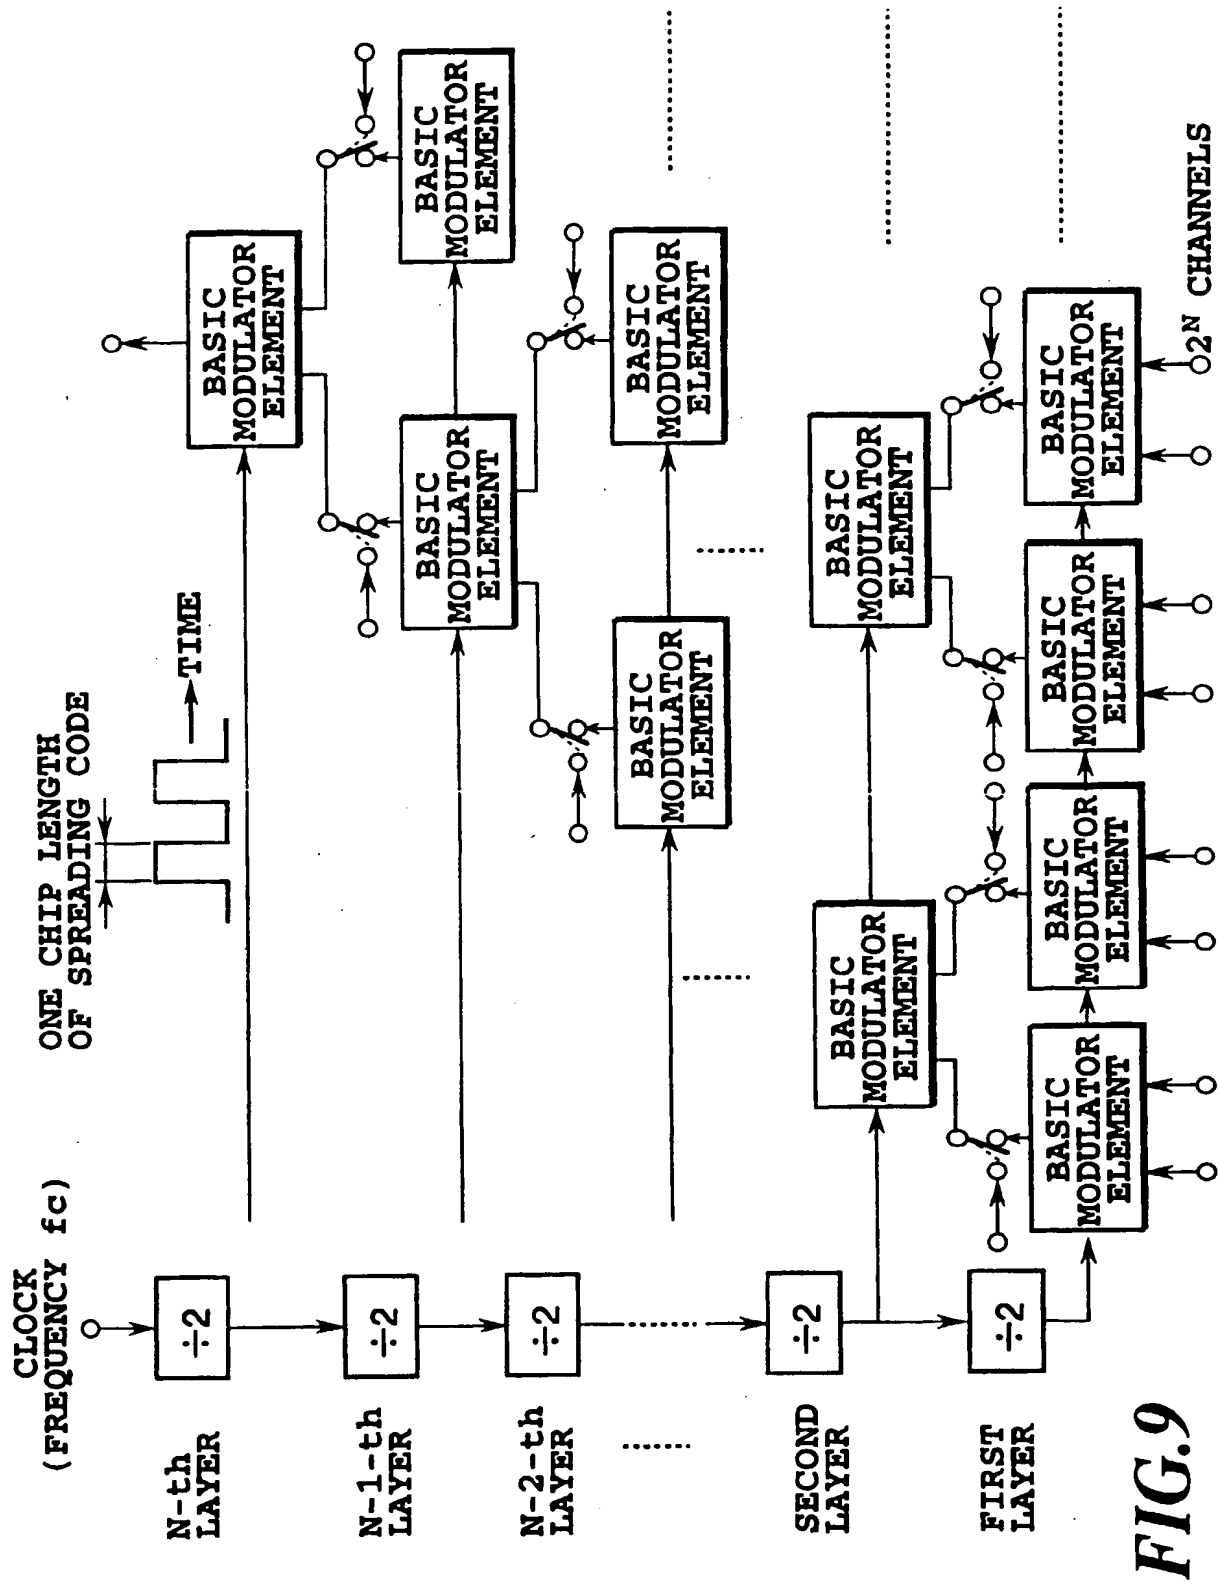 CLOCK
(FREQUENCY fc)
ONE CHIP LENGTH
OF SPREADING CODE
TIME
N-th
LAYER
÷2
BASIC
MODULATOR
ELEMENT
N-1-th
LAYER
÷2
BASIC
MODULATOR
ELEMENT
BASIC
MODULATOR
ELEMENT
N-2-th
LAYER
÷2
BASIC
MODULATOR
ELEMENT
BASIC
MODULATOR
ELEMENT
SECOND
LAYER
÷2
BASIC
MODULATOR
ELEMENT
BASIC
MODULATOR
ELEMENT
FIRST
LAYER
÷2
BASIC
MODULATOR
ELEMENT
BASIC
MODULATOR
ELEMENT
BASIC
MODULATOR
ELEMENT
BASIC
MODULATOR
ELEMENT
2ᴺ CHANNELS
FIG.9